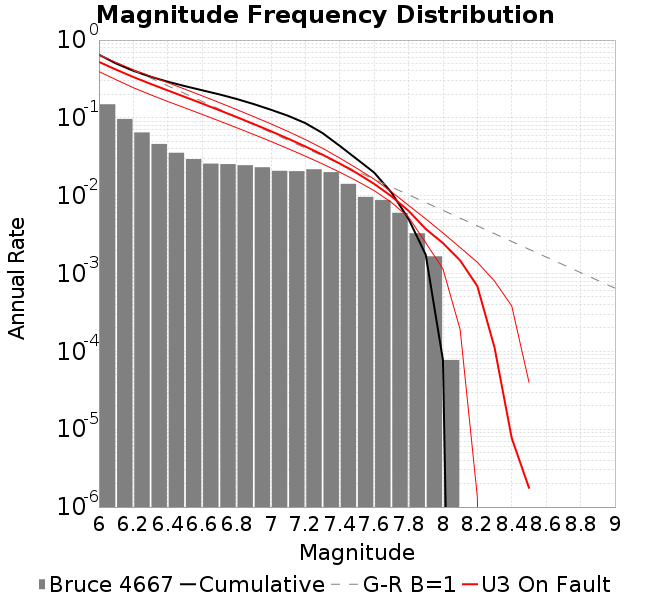 Magnitude Frequency Distribution
10^0
10^-1
10^-2
10^-3
10^-4
10^-5
10^-6
Annual Rate
6 6.2 6.4 6.6 6.8 7 7.2 7.4 7.6 7.8 8 8.2 8.4 8.6 8.8 9
Magnitude
Bruce 4667 Cumulative G-R B=1 U3 On Fault